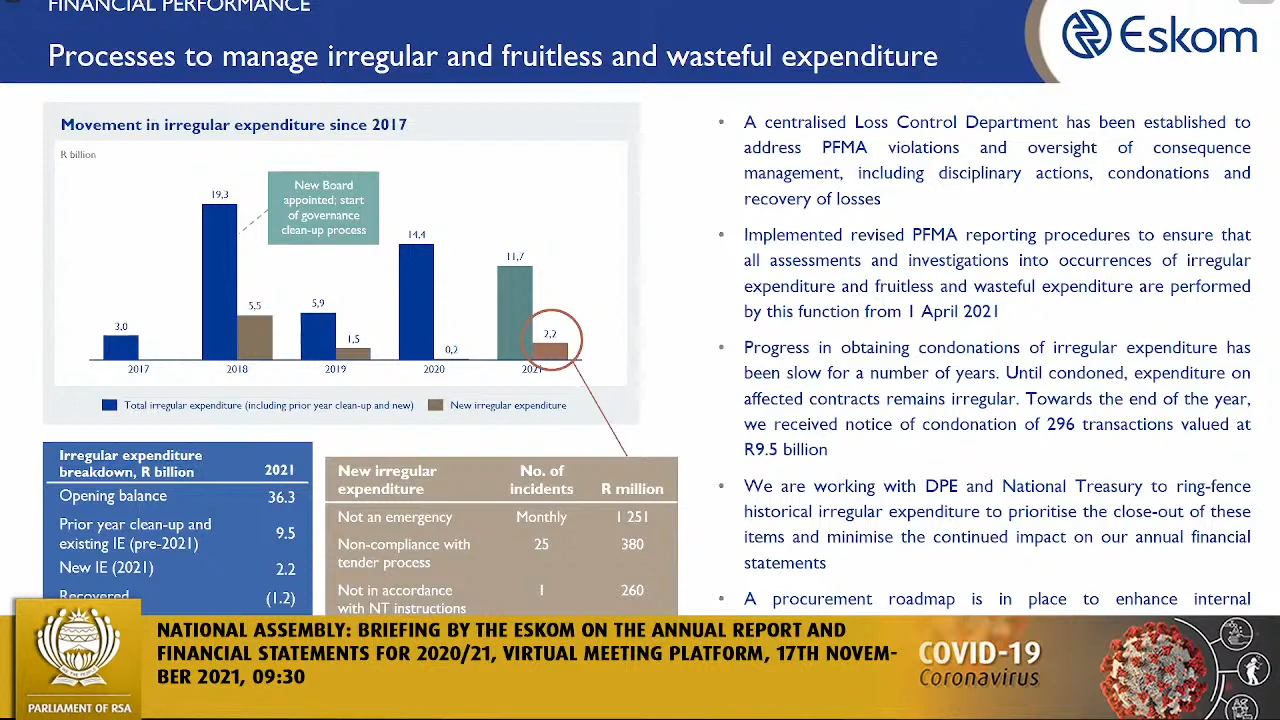 FINANCIAL PERFORMANCE
Processes to manage irregular and fruitless and wasteful expenditure
Eskom
Movement in irregular expenditure since 2017
R billion
19,3
New Board
appointed; start
of governance
clean-up process
14,4
11,7
3,0
5,5
5,9
1,5
0,2
2,2
2017
2018
2019
2020
2021
Total irregular expenditure (including prior year clean-up and new)
New irregular expenditure
Irregular expenditure
breakdown, R billion 2021
Opening balance 36.3
Prior year clean-up and
existing IE (pre-2021) 9.5
New IE (2021) 2.2
Recovered (1.2)
New irregular No. of
expenditure incidents R million
Not an emergency Monthly 1 251
Non-compliance with 25 380
tender process
Not in accordance 1 260
with NT instructions
• A centralised Loss Control Department has been established to
address PFMA violations and oversight of consequence
management, including disciplinary actions, condonations and
recovery of losses
• Implemented revised PFMA reporting procedures to ensure that
all assessments and investigations into occurrences of irregular
expenditure and fruitless and wasteful expenditure are performed
by this function from 1 April 2021
• Progress in obtaining condonations of irregular expenditure has
been slow for a number of years. Until condoned, expenditure on
affected contracts remains irregular. Towards the end of the year,
we received notice of condonation of 296 transactions valued at
R9.5 billion
• We are working with DPE and National Treasury to ring-fence
historical irregular expenditure to prioritise the close-out of these
items and minimise the continued impact on our annual financial
statements
• A procurement roadmap is in place to enhance internal
PARLIAMENT OF RSA
NATIONAL ASSEMBLY: BRIEFING BY THE ESKOM ON THE ANNUAL REPORT AND
FINANCIAL STATEMENTS FOR 2020/21, VIRTUAL MEETING PLATFORM, 17TH NOVEM-
BER 2021, 09:30
COVID-19
Coronavirus